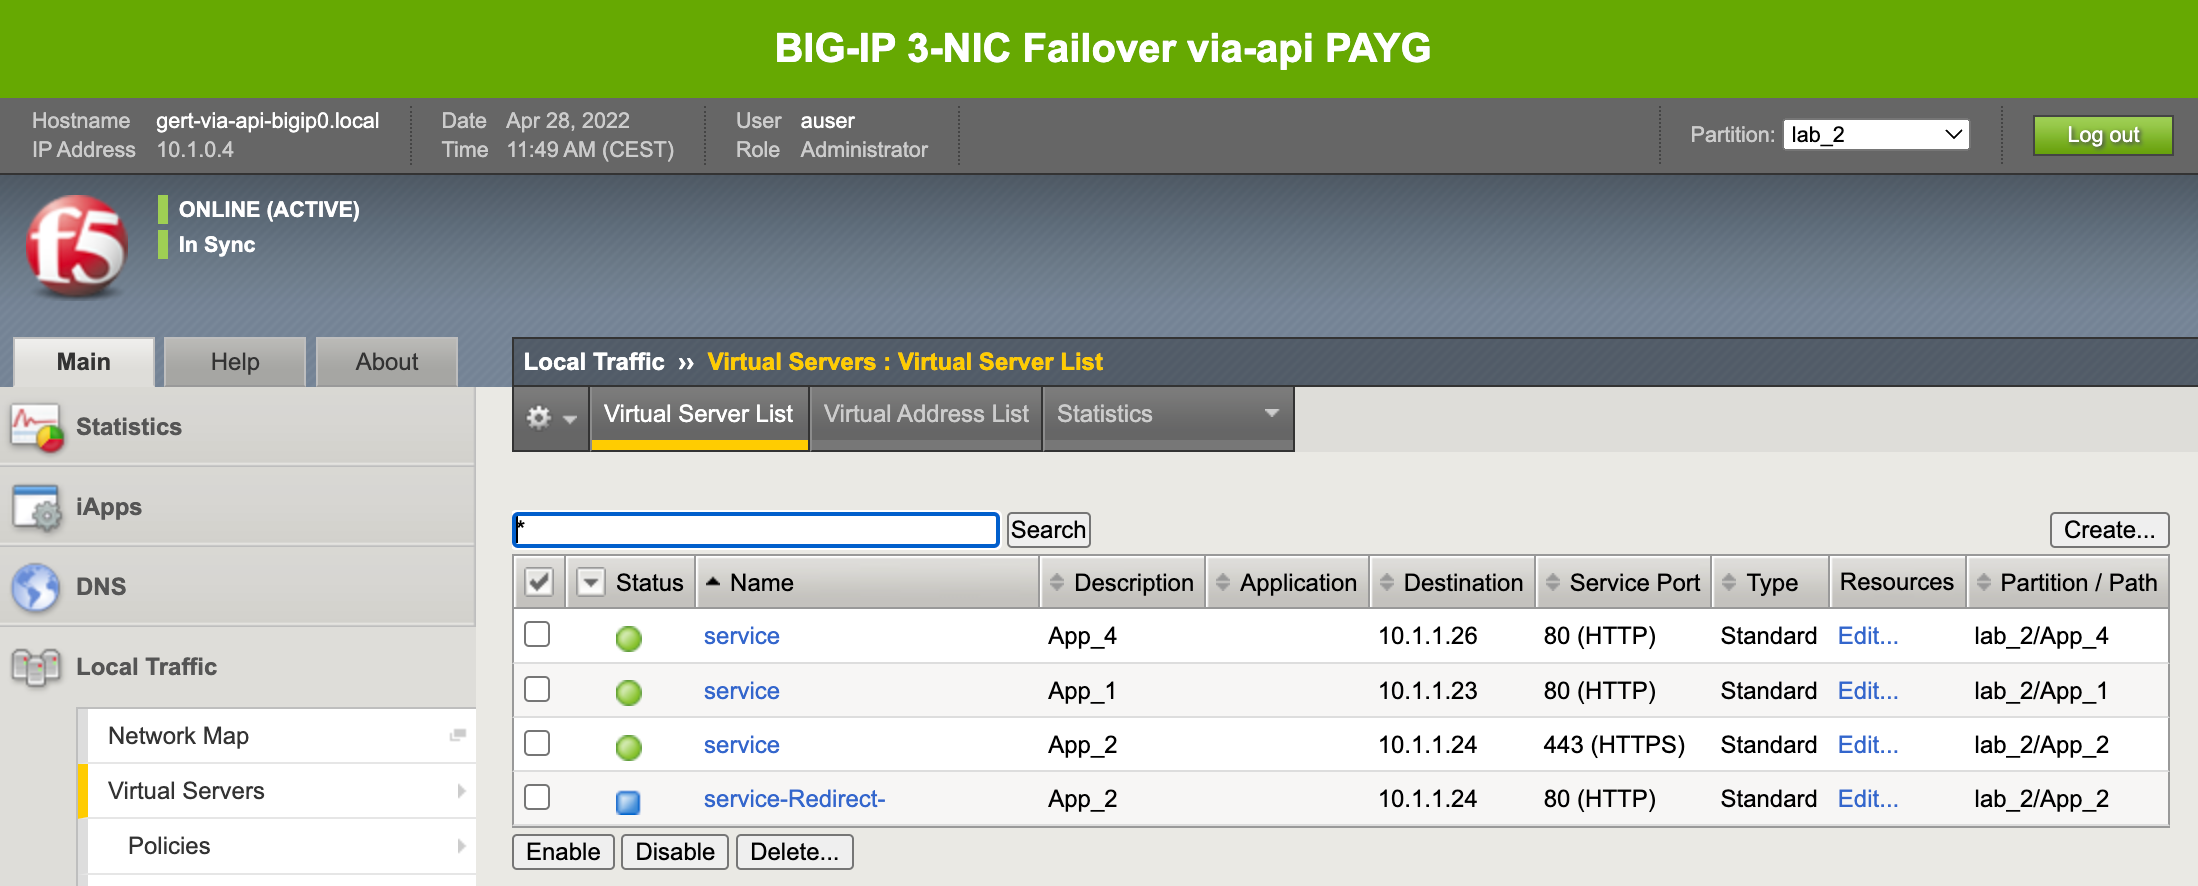 BIG-IP 3-NIC Failover via-api PAYG
Hostname gert-via-api-bigip0.local Date Apr 28, 2022 User auser
IP Address 10.1.0.4 Time 11:49 AM (CEST) Role Administrator
Partition: lab_2 Log out
f5
ONLINE (ACTIVE)
In Sync
Main Help About
Local Traffic ›› Virtual Servers : Virtual Server List
Virtual Server List Virtual Address List Statistics
Statistics
iApps
DNS
Local Traffic
Network Map
Virtual Servers
Policies
* Search Create...
Status Name Description Application Destination Service Port Type Resources Partition / Path
service App_4 10.1.1.26 80 (HTTP) Standard Edit... lab_2/App_4
service App_1 10.1.1.23 80 (HTTP) Standard Edit... lab_2/App_1
service App_2 10.1.1.24 443 (HTTPS) Standard Edit... lab_2/App_2
service-Redirect- App_2 10.1.1.24 80 (HTTP) Standard Edit... lab_2/App_2
Enable Disable Delete...